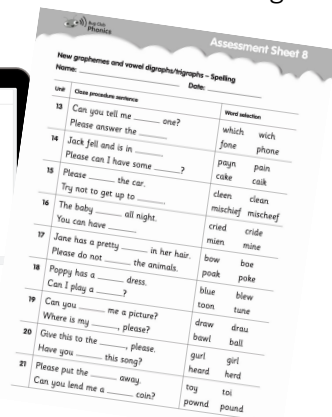 Bug Club
Phonics
Assessment Sheet 8
New graphemes and vowel digraphs/trigraphs – Spelling
Name: ______ Date: ______
Unit Cloze procedure sentence Word selection
13 Can you tell me ______ one? which wich
Please answer the ______ fone phone
14 Jack fell and is in ______ payn pain
Please can I have some ______? cake caik
15 Please ______ the car. cleen clean
Try not to get up to ______ mischief mischeef
16 The baby ______ all night. cried cride
You can have ______ mien mine
17 Jane has a pretty ______ in her hair. bow boe
Please do not ______ the animals. poak poke
18 Poppy has a ______ dress. blue blew
Can I play a ______? toon tune
19 Can you ______ me a picture? draw drau
Where is my ______, please? bawl ball
20 Give this to the ______, please. gurl girl
Have you ______ this song? heard herd
21 Please put the ______ away. toy toi
Can you lend me a ______ coin? pownd pound